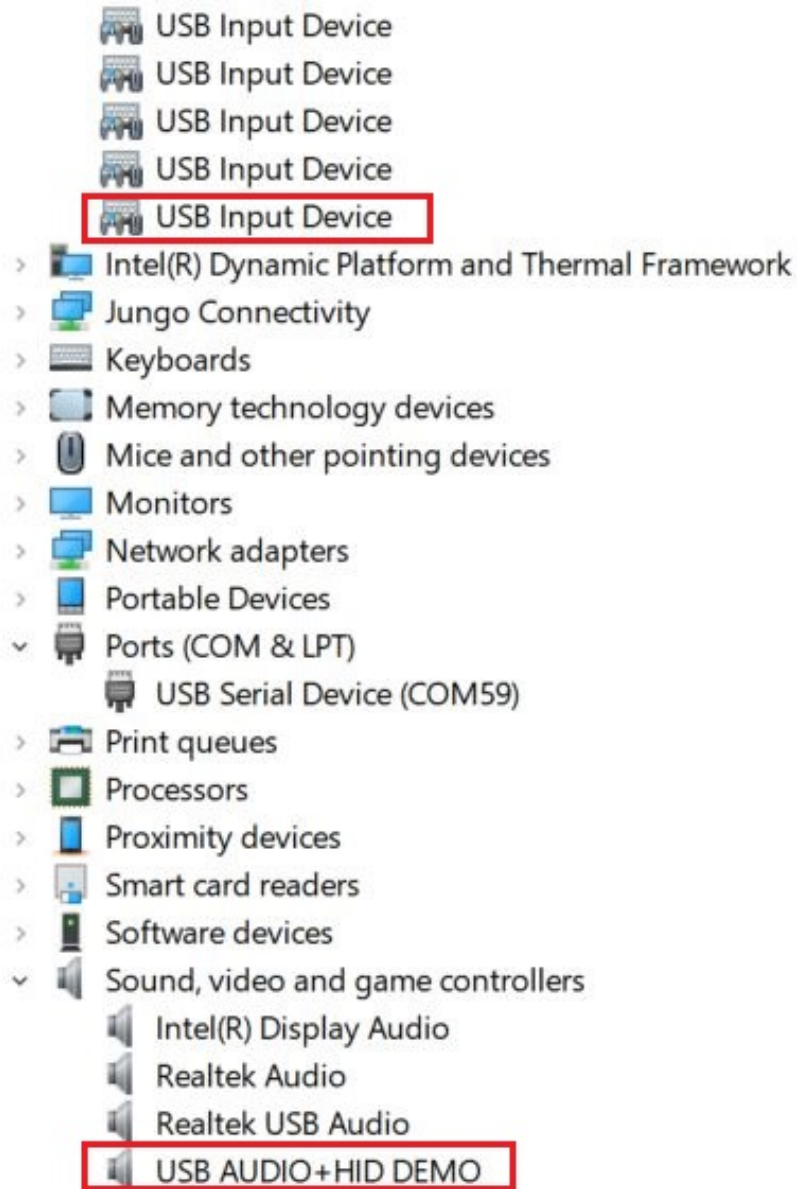 USB Input Device
USB Input Device
USB Input Device
USB Input Device
USB Input Device
Intel(R) Dynamic Platform and Thermal Framework
Jungo Connectivity
Keyboards
Memory technology devices
Mice and other pointing devices
Monitors
Network adapters
Portable Devices
Ports (COM & LPT)
USB Serial Device (COM59)
Print queues
Processors
Proximity devices
Smart card readers
Software devices
Sound, video and game controllers
Intel(R) Display Audio
Realtek Audio
Realtek USB Audio
USB AUDIO+HID DEMO